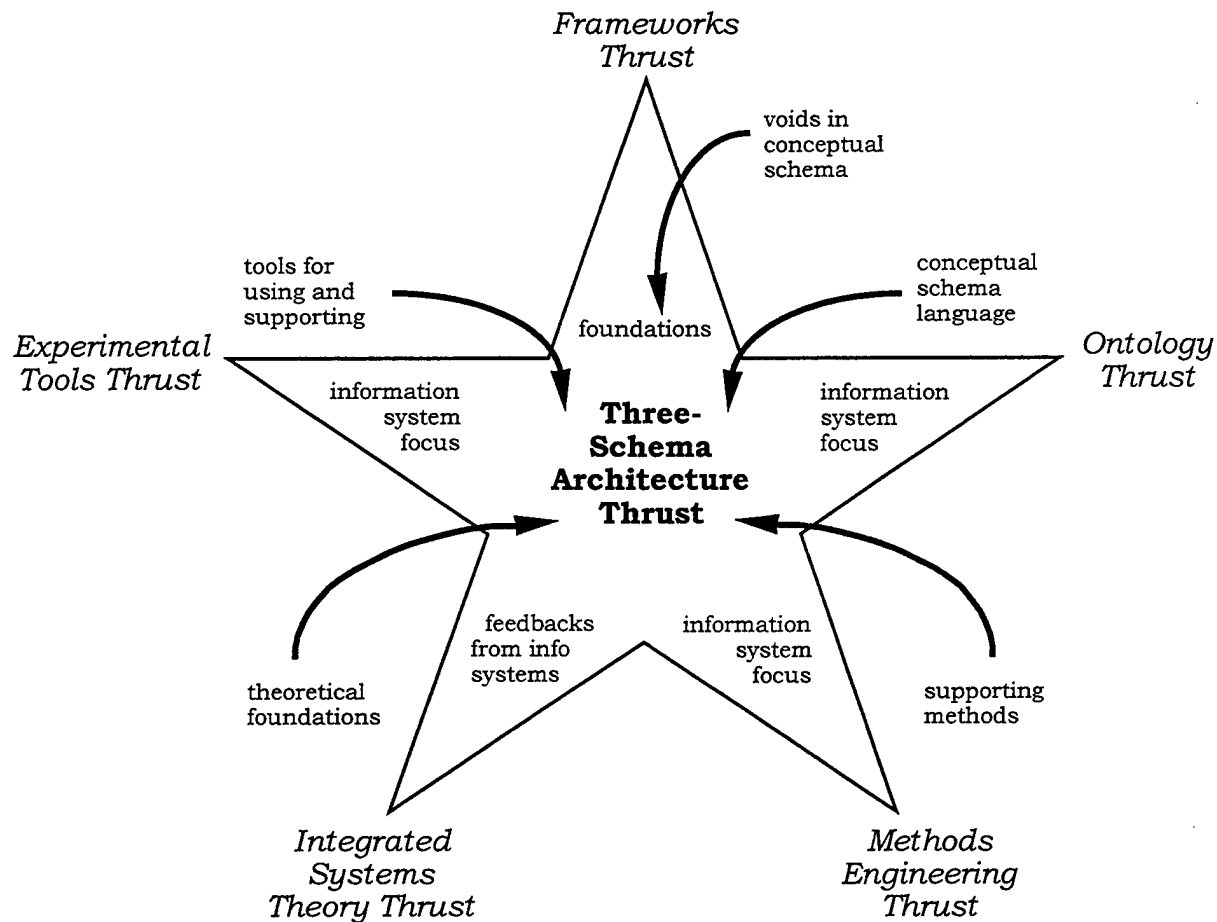 Frameworks
Thrust
voids in
conceptual
schema
tools for
using and
supporting
conceptual
schema
language
foundations
Experimental
Tools Thrust
Ontology
Thrust
information
system
focus
information
system
focus
Three-
Schema
Architecture
Thrust
feedbacks
from info
systems
information
system
focus
theoretical
foundations
supporting
methods
Integrated
Systems
Theory Thrust
Methods
Engineering
Thrust